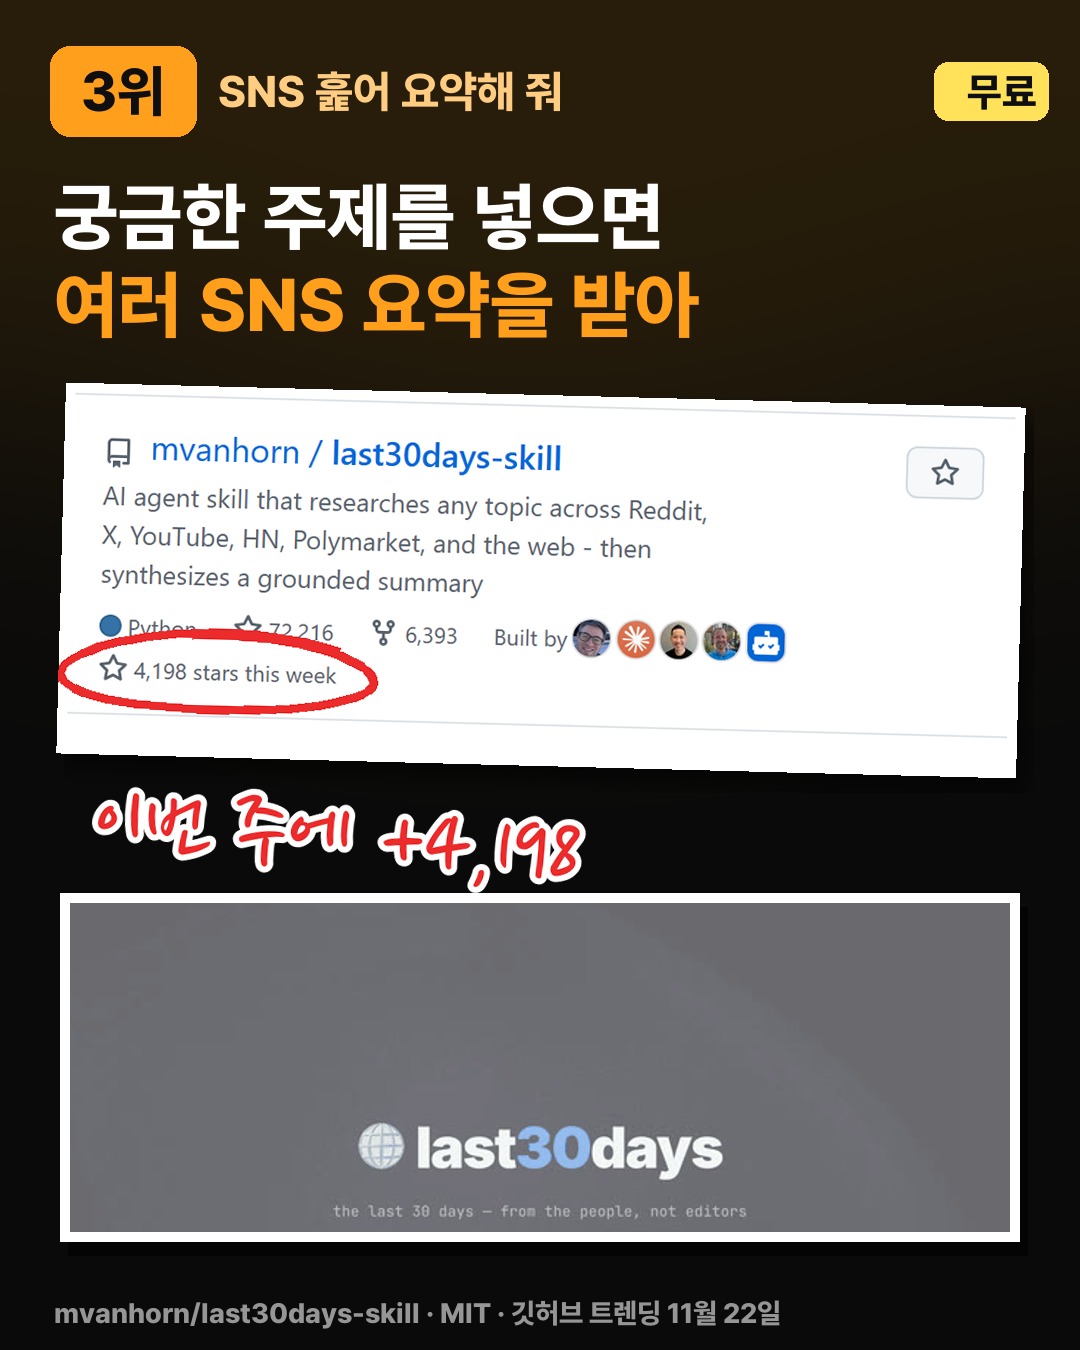 3위
SNS 훑어 요약해 줘
무료
궁금한 주제를 넣으면
여러 SNS 요약을 받아
mvanhorn / last30days-skill
AI agent skill that researches any topic across Reddit,
X, YouTube, HN, Polymarket, and the web - then
synthesizes a grounded summary
Python 72,216 6,393 Built by
4,198 stars this week
이번 주에 +4,198
last30days
the last 30 days — from the people, not editors
mvanhorn/last30days-skill · MIT · 깃허브 트렌딩 11월 22일